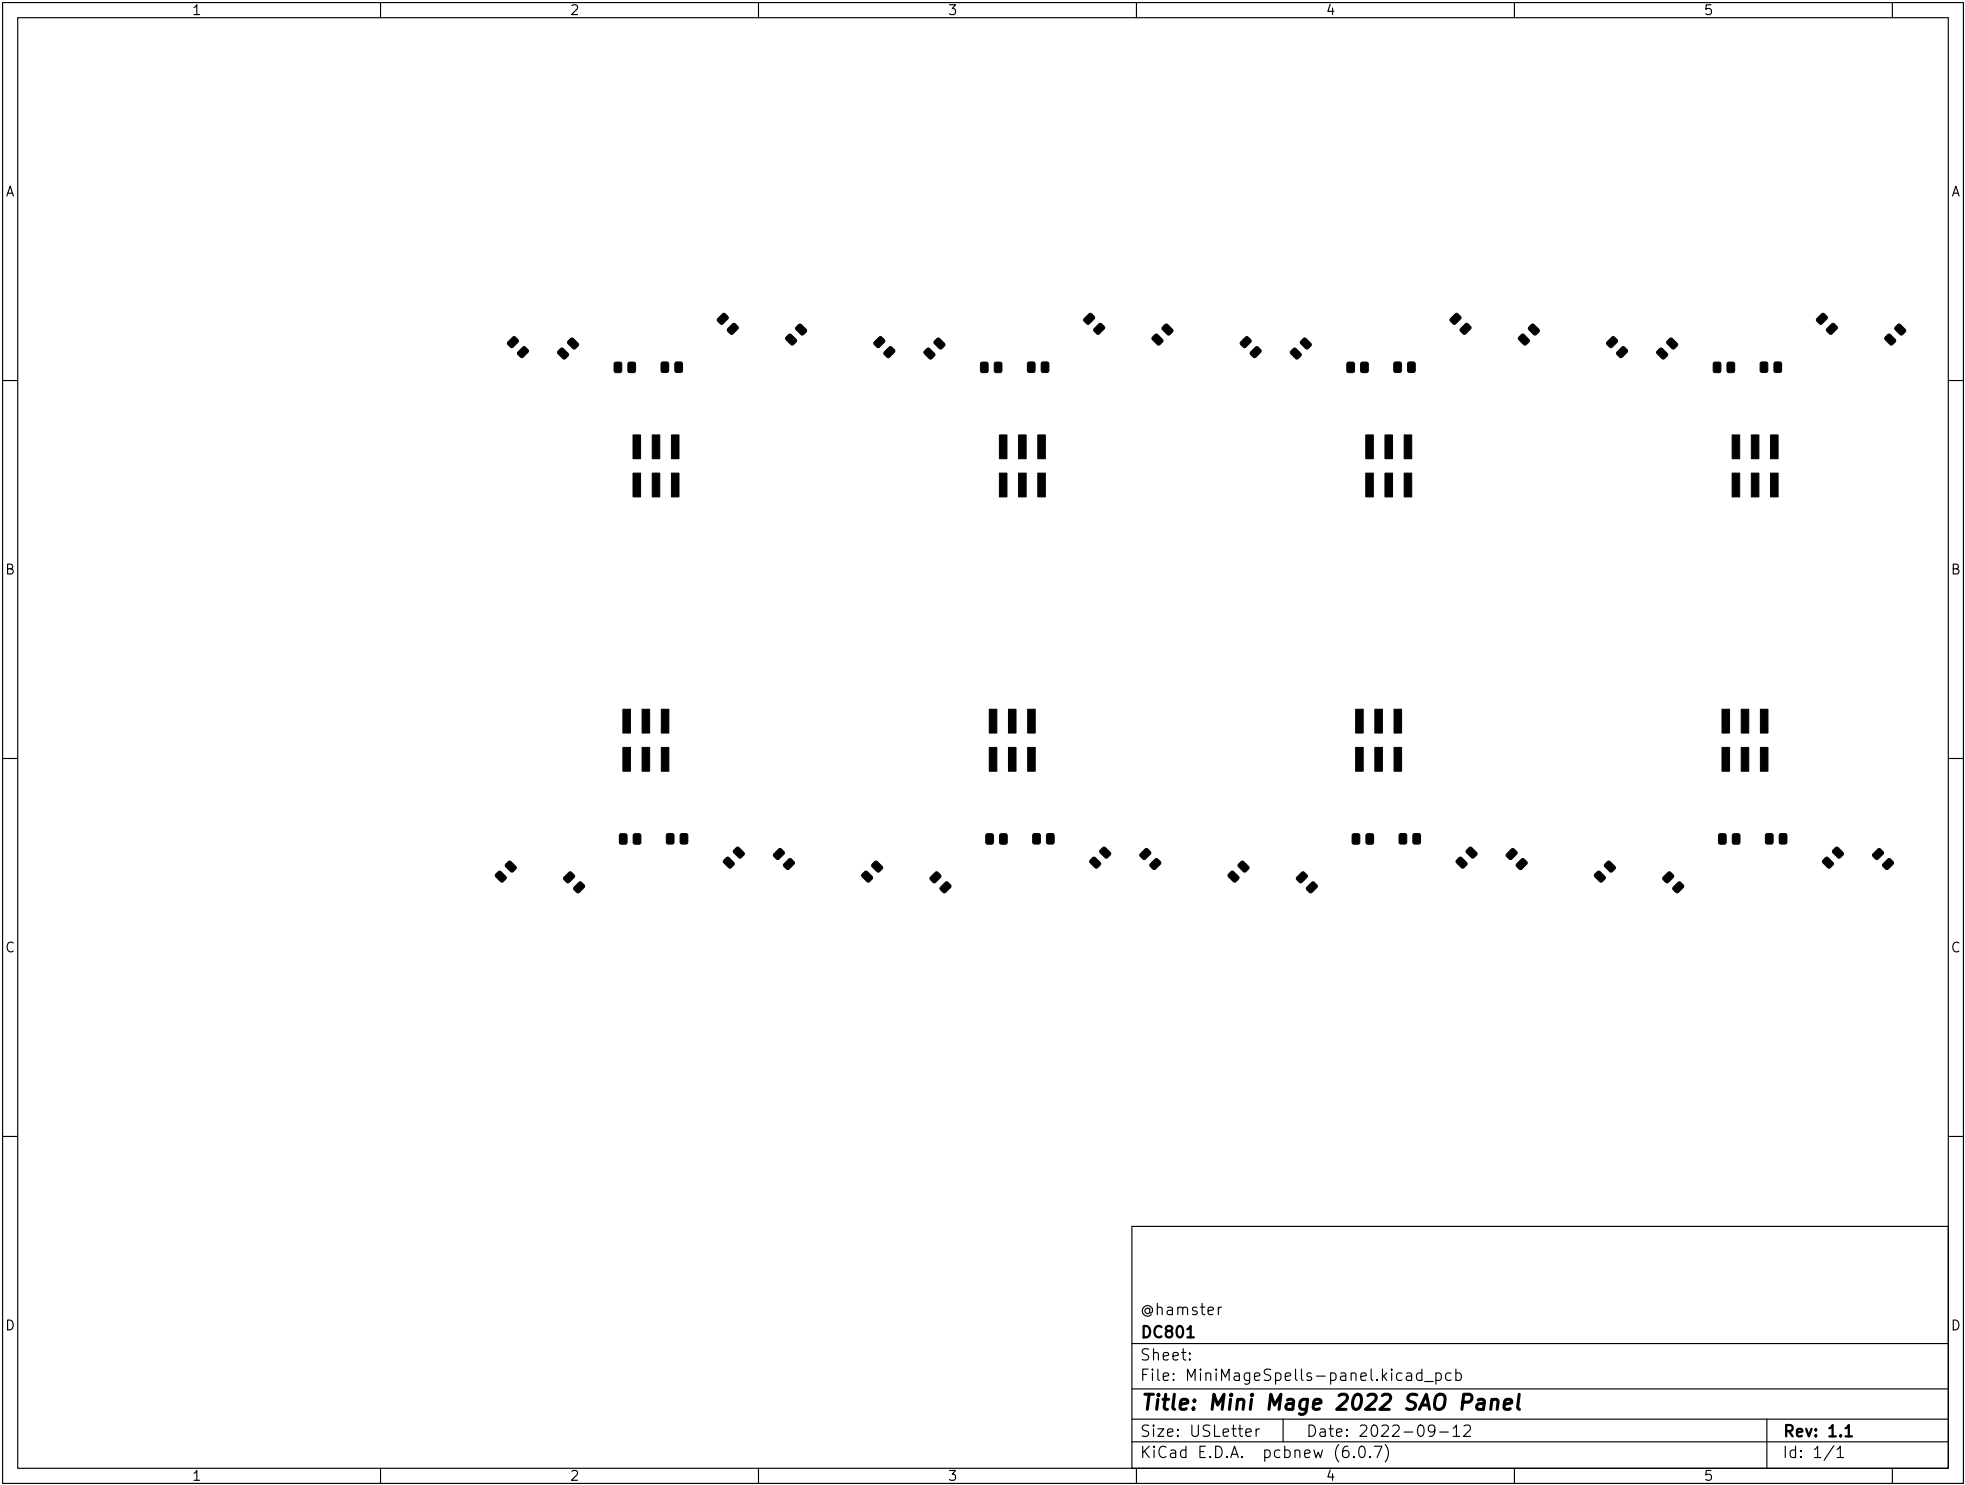 1 2 3 4 5
A A
B B
C C
D D
@hamster
DC801
Sheet:
File: MiniMageSpells-panel.kicad_pcb
Title: Mini Mage 2022 SAO Panel
Size: USLetter Date: 2022-09-12 Rev: 1.1
KiCad E.D.A. pcbnew (6.0.7) Id: 1/1
1 2 3 4 5